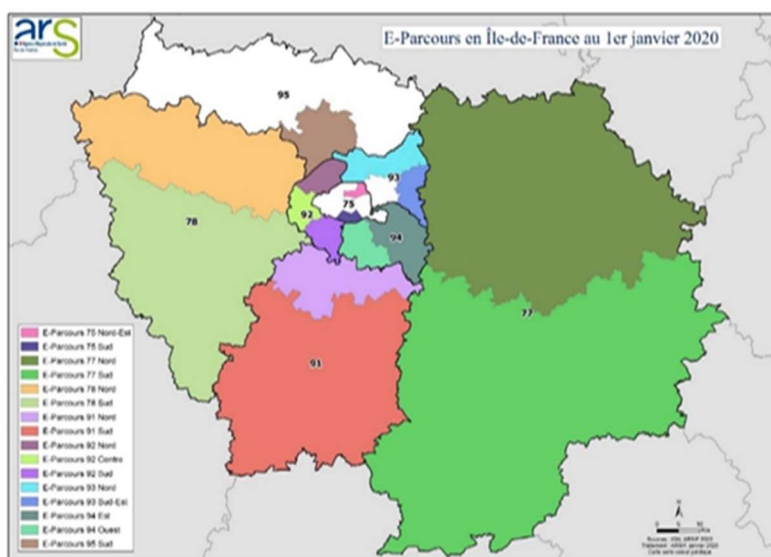 ars
E-Parcours en Île-de-France au 1er janvier 2020
95
93
75
92
78
94
77
91
E-Parcours 75 Nord-Est
E-Parcours 75 Sud
E-Parcours 77 Nord
E-Parcours 77 Sud
E-Parcours 78 Nord
E-Parcours 78 Sud
E-Parcours 91 Nord
E-Parcours 91 Sud
E-Parcours 92 Nord
E-Parcours 92 Centre
E-Parcours 92 Sud
E-Parcours 93 Nord
E-Parcours 93 Sud-Est
E-Parcours 94 Est
E-Parcours 94 Ouest
E-Parcours 95 Sud
N